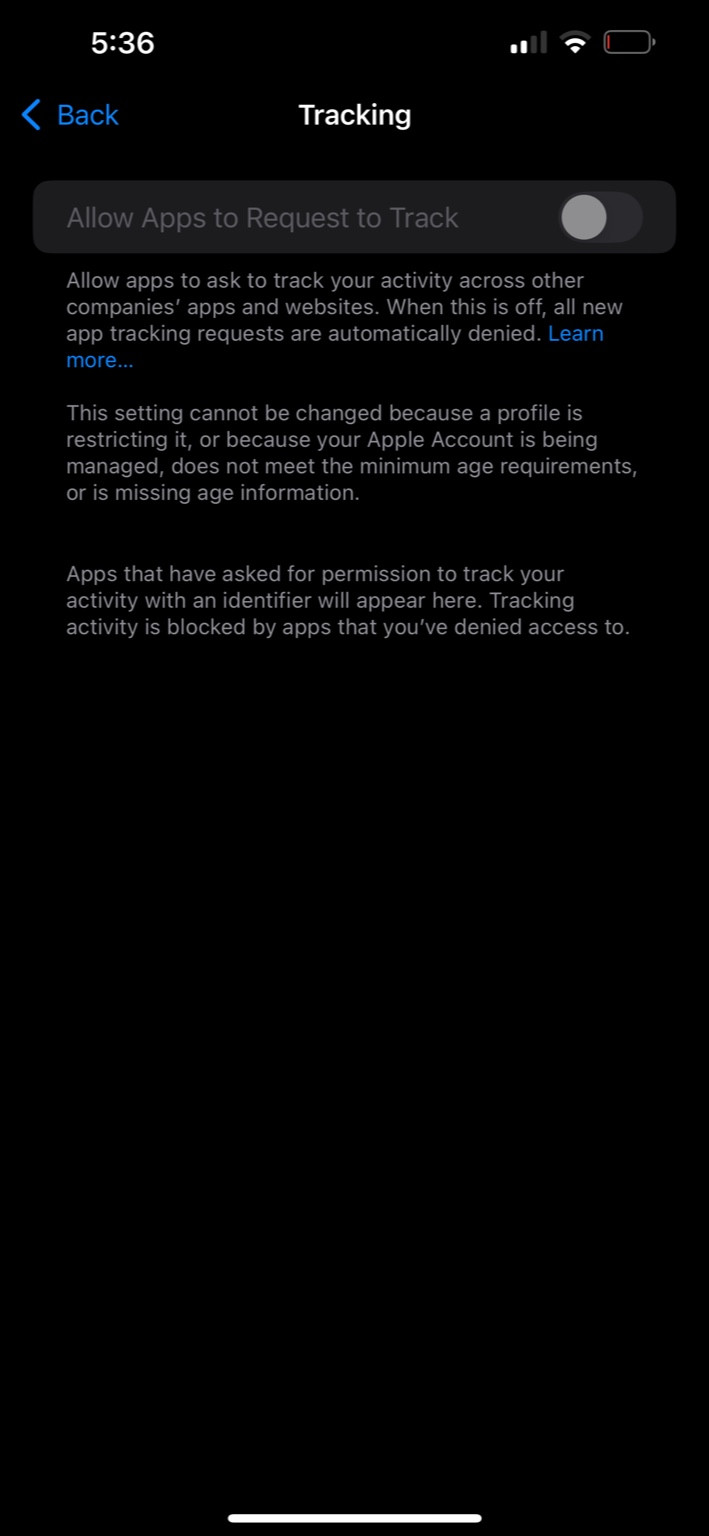 5:36
Back
Tracking
Allow Apps to Request to Track
Allow apps to ask to track your activity across other
companies’ apps and websites. When this is off, all new
app tracking requests are automatically denied. Learn
more...
This setting cannot be changed because a profile is
restricting it, or because your Apple Account is being
managed, does not meet the minimum age requirements,
or is missing age information.
Apps that have asked for permission to track your
activity with an identifier will appear here. Tracking
activity is blocked by apps that you’ve denied access to.